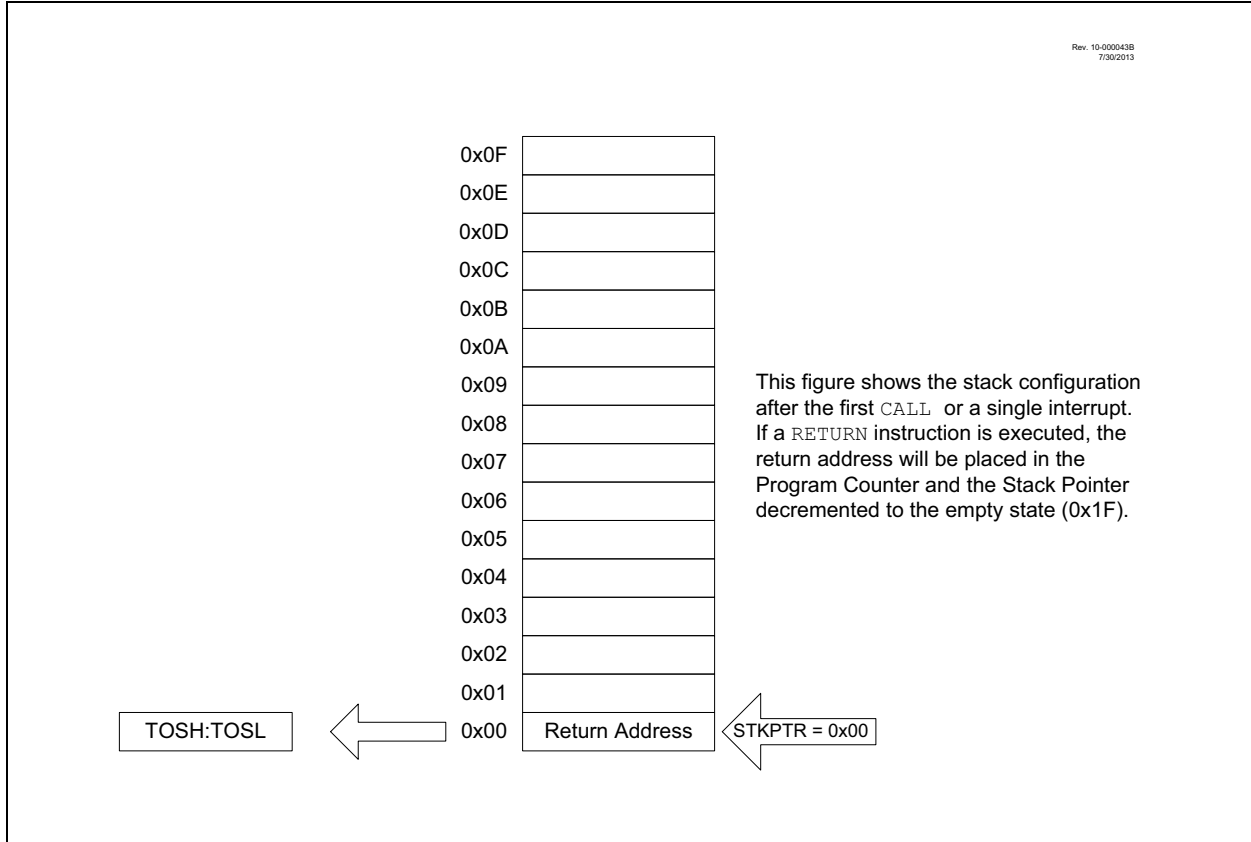 Rev. 10-000043B
7/30/2013
0x0F
0x0E
0x0D
0x0C
0x0B
0x0A
0x09
0x08
0x07
0x06
0x05
0x04
0x03
0x02
0x01
0x00
Return Address
TOSH:TOSL
STKPTR = 0x00
This figure shows the stack configuration
after the first CALL or a single interrupt.
If a RETURN instruction is executed, the
return address will be placed in the
Program Counter and the Stack Pointer
decremented to the empty state (0x1F).